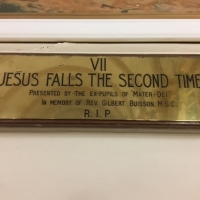 VII
JESUS FALLS THE SECOND TIME
PRESENTED BY THE EX-PUPILS OF MATER-DEI
IN MEMORY OF REV. GILBERT BUISSON. M.S.C.
R.I.P.